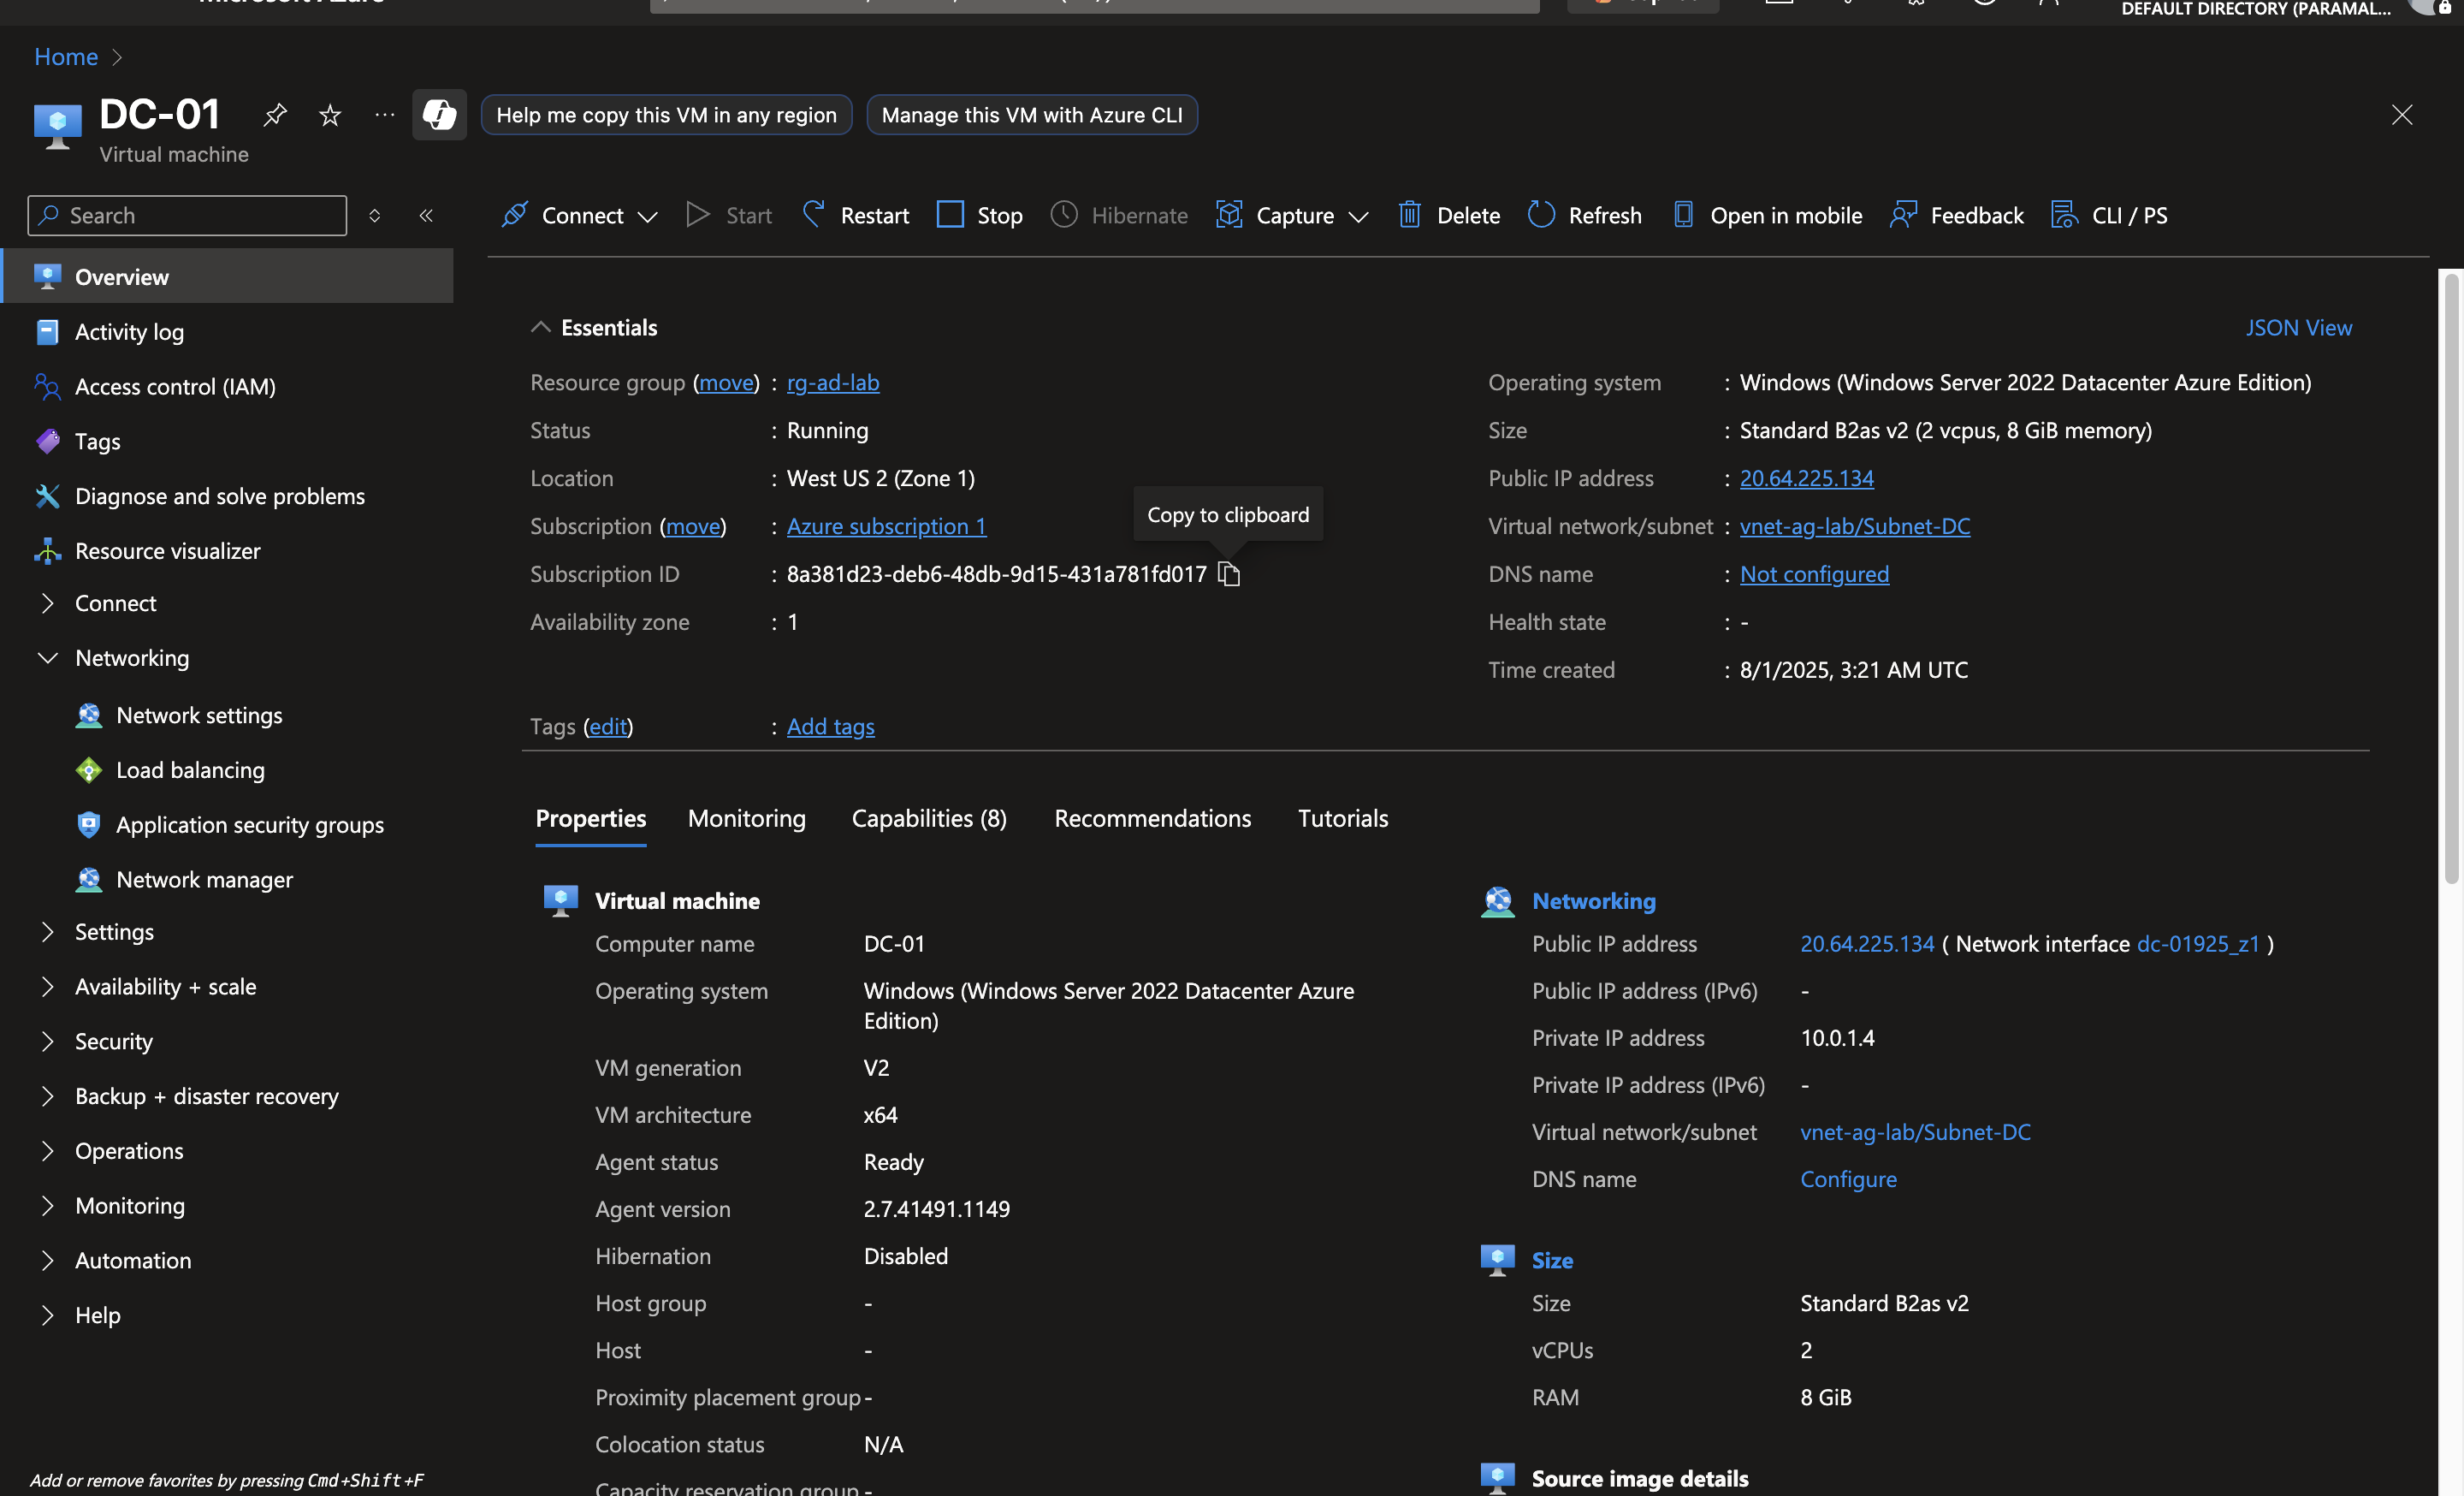 Microsoft Azure
DEFAULT DIRECTORY (PARAMAL...
Home
DC-01
Help me copy this VM in any region
Manage this VM with Azure CLI
Virtual machine
Search
Connect
Start
Restart
Stop
Hibernate
Capture
Delete
Refresh
Open in mobile
Feedback
CLI / PS
Overview
Activity log
Access control (IAM)
Tags
Diagnose and solve problems
Resource visualizer
Connect
Networking
Network settings
Load balancing
Application security groups
Network manager
Settings
Availability + scale
Security
Backup + disaster recovery
Operations
Monitoring
Automation
Help
Add or remove favorites by pressing Cmd+Shift+F
Essentials
JSON View
Resource group (move) : rg-ad-lab
Status : Running
Location : West US 2 (Zone 1)
Subscription (move) : Azure subscription 1
Copy to clipboard
Subscription ID : 8a381d23-deb6-48db-9d15-431a781fd017
Availability zone : 1
Operating system : Windows (Windows Server 2022 Datacenter Azure Edition)
Size : Standard B2as v2 (2 vcpus, 8 GiB memory)
Public IP address : 20.64.225.134
Virtual network/subnet : vnet-ag-lab/Subnet-DC
DNS name : Not configured
Health state : -
Time created : 8/1/2025, 3:21 AM UTC
Tags (edit) : Add tags
Properties
Monitoring
Capabilities (8)
Recommendations
Tutorials
Virtual machine
Computer name DC-01
Operating system Windows (Windows Server 2022 Datacenter Azure
Edition)
VM generation V2
VM architecture x64
Agent status Ready
Agent version 2.7.41491.1149
Hibernation Disabled
Host group -
Host -
Proximity placement group -
Colocation status N/A
Capacity reservation group -
Networking
Public IP address 20.64.225.134 ( Network interface dc-01925_z1 )
Public IP address (IPv6) -
Private IP address 10.0.1.4
Private IP address (IPv6) -
Virtual network/subnet vnet-ag-lab/Subnet-DC
DNS name Configure
Size
Size Standard B2as v2
vCPUs 2
RAM 8 GiB
Source image details